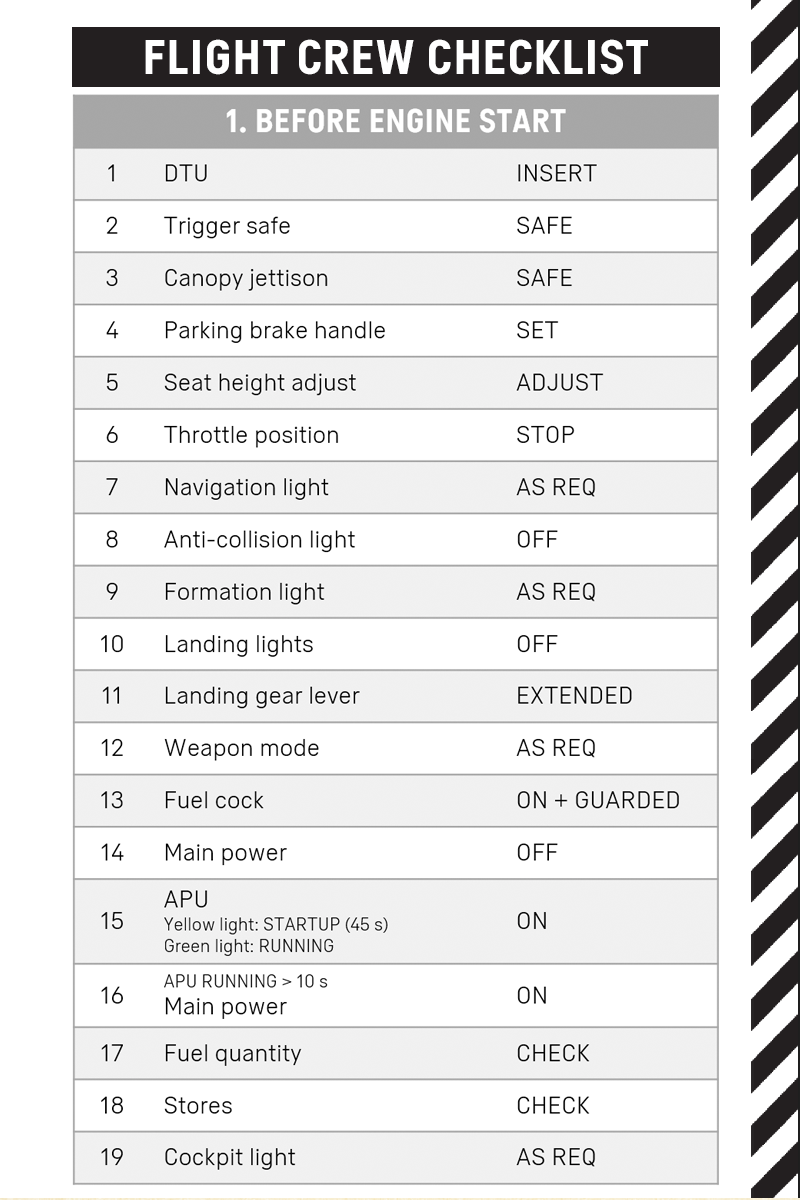 FLIGHT CREW CHECKLIST
1. BEFORE ENGINE START
1 DTU INSERT
2 Trigger safe SAFE
3 Canopy jettison SAFE
4 Parking brake handle SET
5 Seat height adjust ADJUST
6 Throttle position STOP
7 Navigation light AS REQ
8 Anti-collision light OFF
9 Formation light AS REQ
10 Landing lights OFF
11 Landing gear lever EXTENDED
12 Weapon mode AS REQ
13 Fuel cock ON + GUARDED
14 Main power OFF
15 APU ON
Yellow light: STARTUP (45 s)
Green light: RUNNING
16 APU RUNNING > 10 s
Main power ON
17 Fuel quantity CHECK
18 Stores CHECK
19 Cockpit light AS REQ